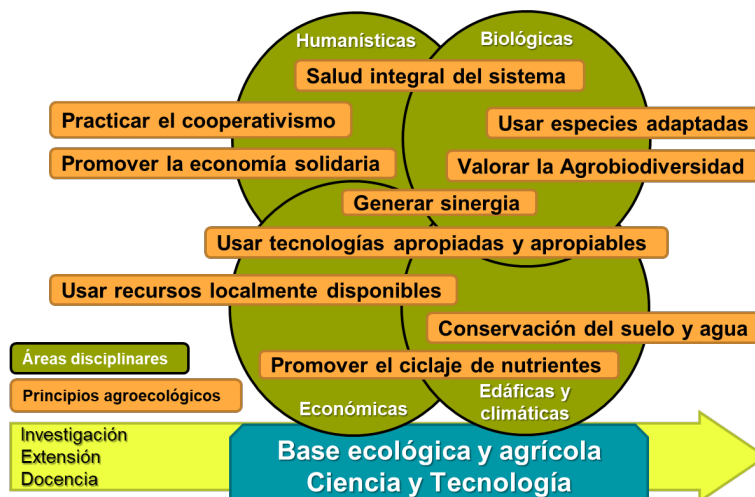 Humanísticas
Biológicas
Salud integral del sistema
Practicar el cooperativismo
Usar especies adaptadas
Promover la economía solidaria
Valorar la Agrobiodiversidad
Generar sinergia
Usar tecnologías apropiadas y apropiables
Usar recursos localmente disponibles
Conservación del suelo y agua
Áreas disciplinares
Promover el ciclaje de nutrientes
Principios agroecológicos
Económicas
Edáficas y
climáticas
Investigación
Extensión
Docencia
Base ecológica y agrícola
Ciencia y Tecnología